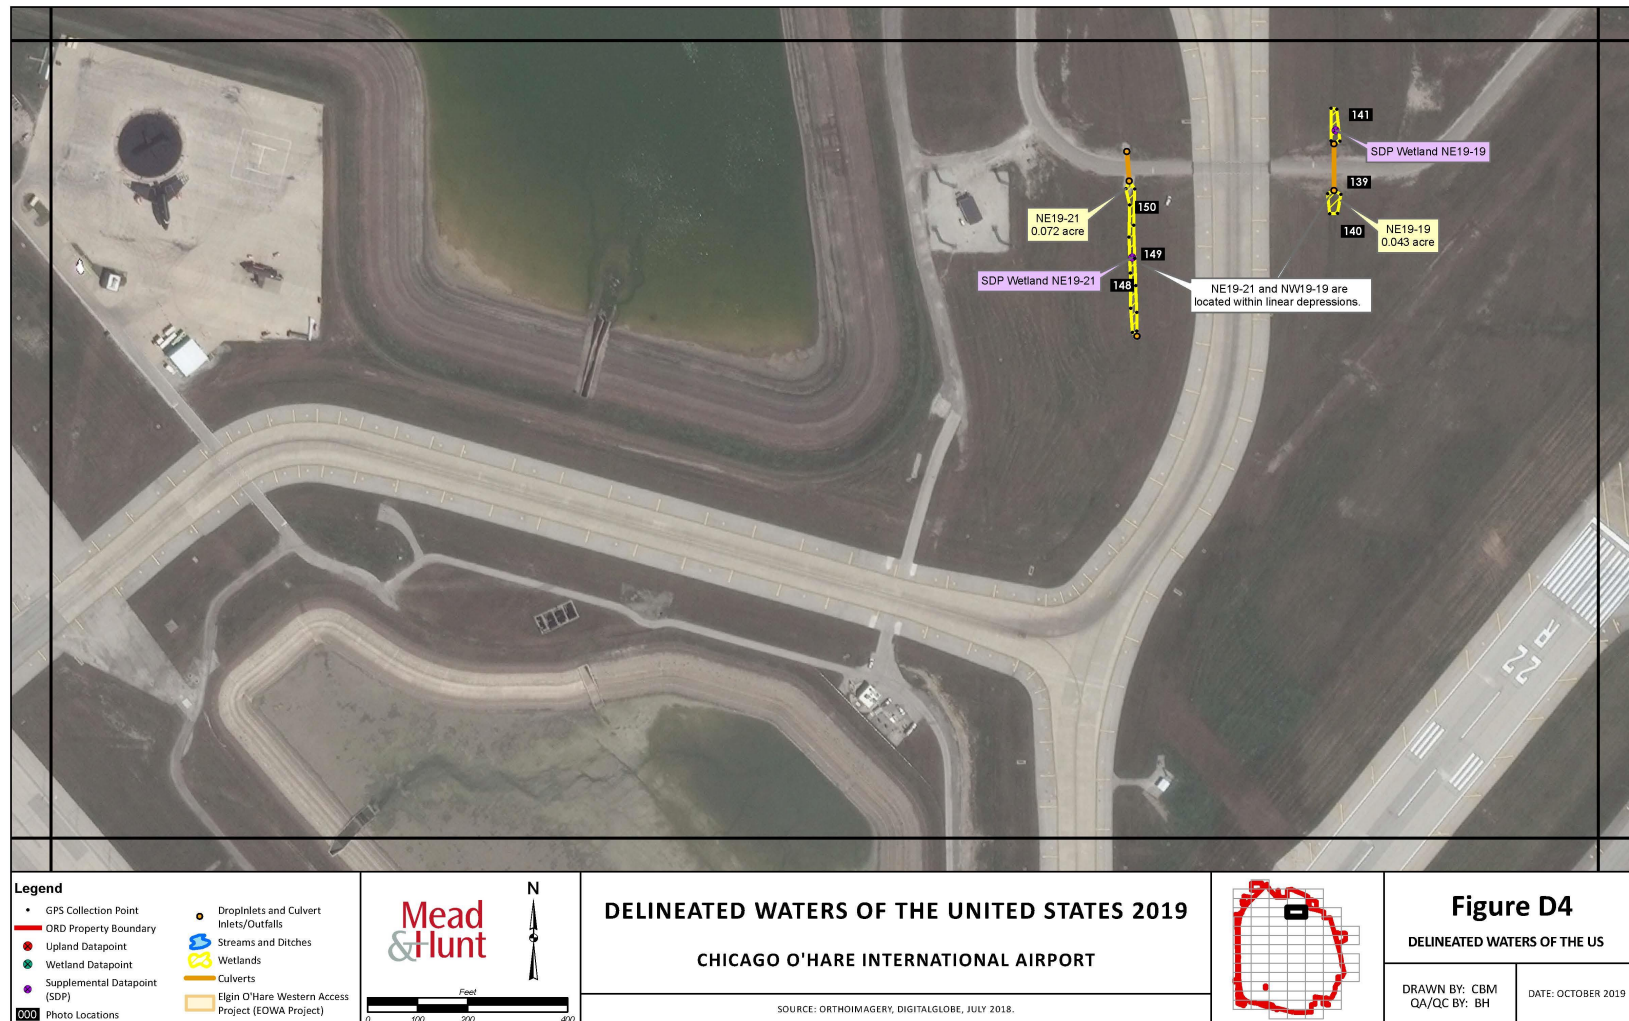 141
SDP Wetland NE19-19
139
150
NE19-21
0.072 acre
140
NE19-19
0.043 acre
149
SDP Wetland NE19-21
148
NE19-21 and NW19-19 are
located within linear depressions.
22 R
Legend
GPS Collection Point
ORD Property Boundary
Upland Datapoint
Wetland Datapoint
Supplemental Datapoint
(SDP)
000 Photo Locations
DropInlets and Culvert
Inlets/Outfalls
Streams and Ditches
Wetlands
Culverts
Elgin O'Hare Western Access
Project (EOWA Project)
Mead
&Hunt
N
Feet
0 100 200 400
DELINEATED WATERS OF THE UNITED STATES 2019
CHICAGO O'HARE INTERNATIONAL AIRPORT
SOURCE: ORTHOIMAGERY, DIGITALGLOBE, JULY 2018.
Figure D4
DELINEATED WATERS OF THE US
DRAWN BY: CBM
QA/QC BY: BH
DATE: OCTOBER 2019